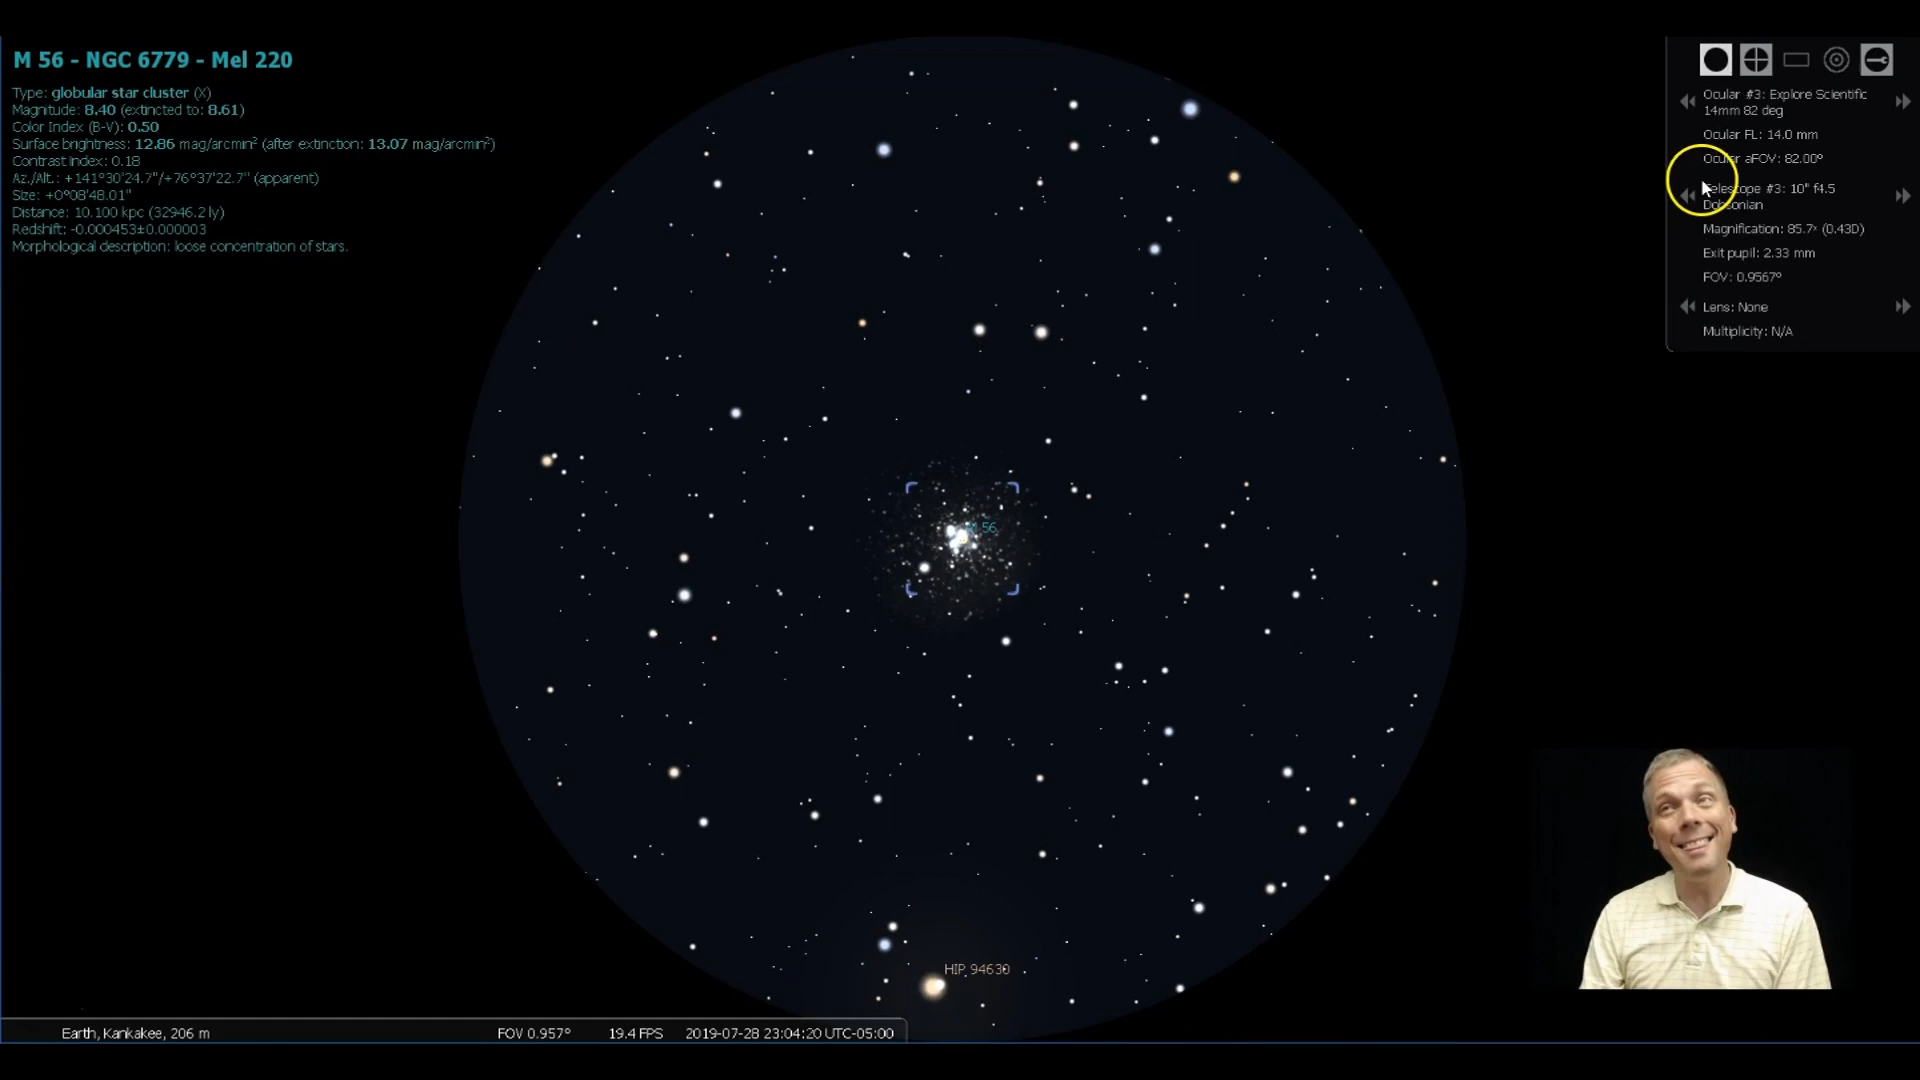 M 56 - NGC 6779 - Mel 220
Type: globular star cluster (X)
Magnitude: 8.40 (extincted to: 8.61)
Color Index (B-V): 0.50
Surface brightness: 12.86 mag/arcmin² (after extinction: 13.07 mag/arcmin²)
Contrast Index: 0.18
Az./Alt.: +141°30'24.7"/+76°37'22.7" (apparent)
Size: +0°08'48.01"
Distance: 10.100 kpc (32946.2 ly)
Redshift: -0.000453±0.000003
Morphological description: loose concentration of stars.
Ocular #3: Explore Scientific
14mm 82 deg
Ocular FL: 14.0 mm
Ocular aFOV: 82.00°
Telescope #3: 10" f4.5
Dobsonian
Magnification: 85.7× (0.43D)
Exit pupil: 2.33 mm
FOV: 0.9567°
Lens: None
Multiplicity: N/A
M 56
HIP 94630
Earth, Kankakee, 206 m
FOV 0.957°
19.4 FPS
2019-07-28 23:04:20 UTC-05:00